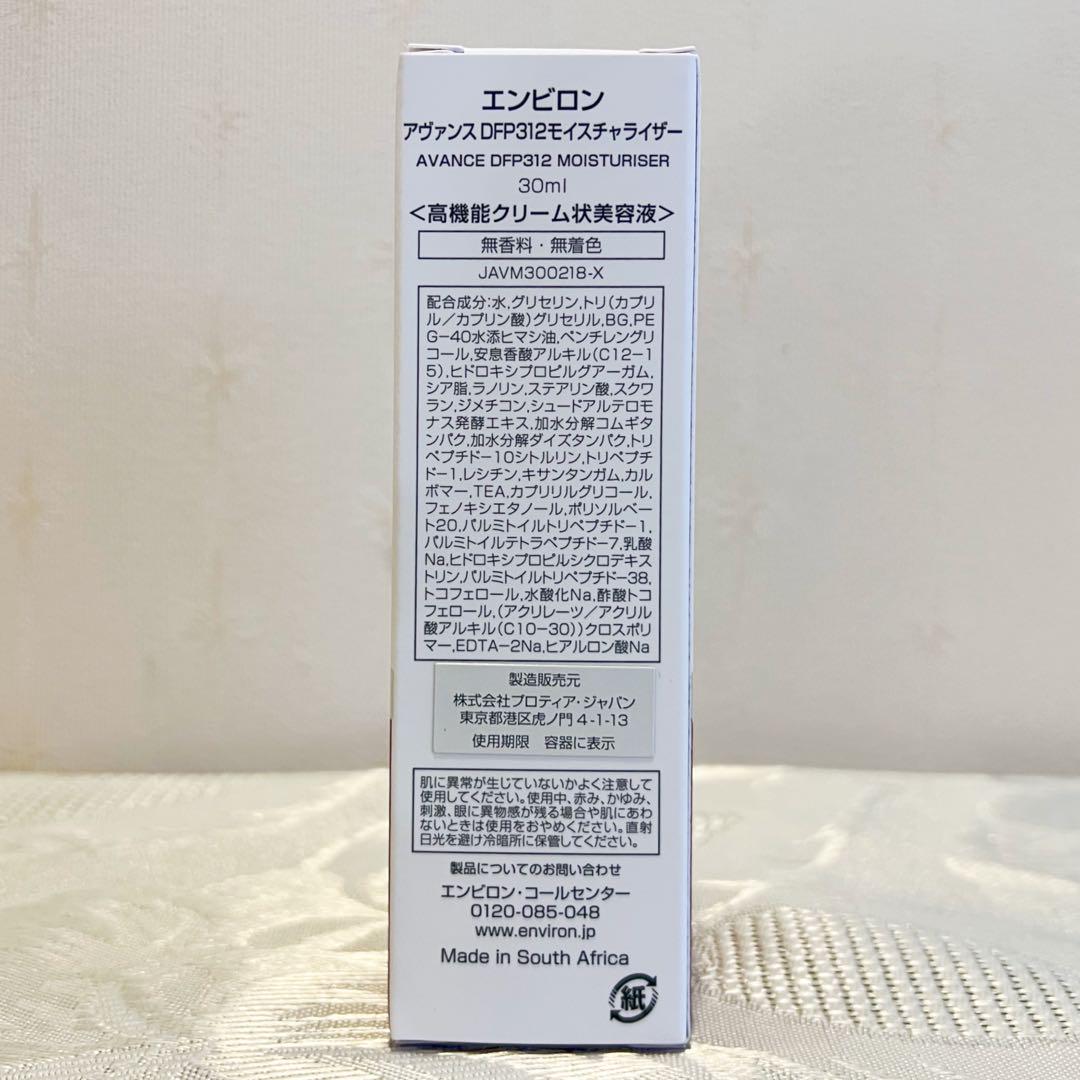 エンビロン
アヴァンス DFP312モイスチャライザー
AVANCE DFP312 MOISTURISER
30ml
＜高機能クリーム状美容液＞
無香料・無着色
JAVM300218-X
配合成分:水,グリセリン,トリ(カプリ
ル／カプリン酸)グリセリル,BG,PE
G−40水添ヒマシ油,ペンチレングリ
コール,安息香酸アルキル(C12−1
5),ヒドロキシプロピルグアーガム,
シア脂,ラノリン,ステアリン酸,スクワ
ラン,ジメチコン,シュードアルテロモ
ナス発酵エキス,加水分解コムギタ
ンパク,加水分解ダイズタンパク,トリ
ペプチド−10シトルリン,トリペプチ
ド−1,レシチン,キサンタンガム,カル
ボマー,TEA,カプリリルグリコール,
フェノキシエタノール,ポリソルベー
ト20,パルミトイルトリペプチド−1,
パルミトイルテトラペプチド−7,乳酸
Na,ヒドロキシプロピルシクロデキス
トリン,パルミトイルトリペプチド−38,
トコフェロール,水酸化Na,酢酸トコ
フェロール,(アクリレーツ／アクリル
酸アルキル(C10−30))クロスポリ
マー,EDTA−2Na,ヒアルロン酸Na
製造販売元
株式会社プロティア・ジャパン
東京都港区虎ノ門 4-1-13
使用期限　容器に表示
肌に異常が生じていないかよく注意して
使用してください。使用中、赤み、かゆみ、
刺激、眼に異物感が残る場合や肌にあわ
ないときは使用をおやめください。直射
日光を避け冷暗所に保管してください。
製品についてのお問い合わせ
エンビロン・コールセンター
0120-085-048
www.environ.jp
Made in South Africa
紙